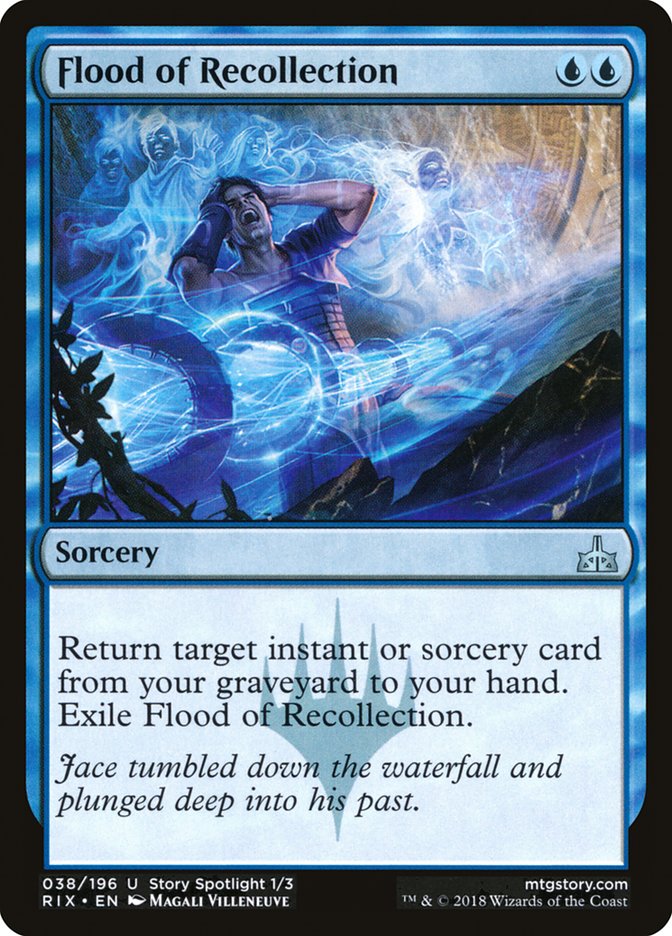 Flood of Recollection
Sorcery
Return target instant or sorcery card
from your graveyard to your hand.
Exile Flood of Recollection.
Jace tumbled down the waterfall and
plunged deep into his past.
038/196 U Story Spotlight 1/3
mtgstory.com
RIX • EN Magali Villeneuve
™ & © 2018 Wizards of the Coast